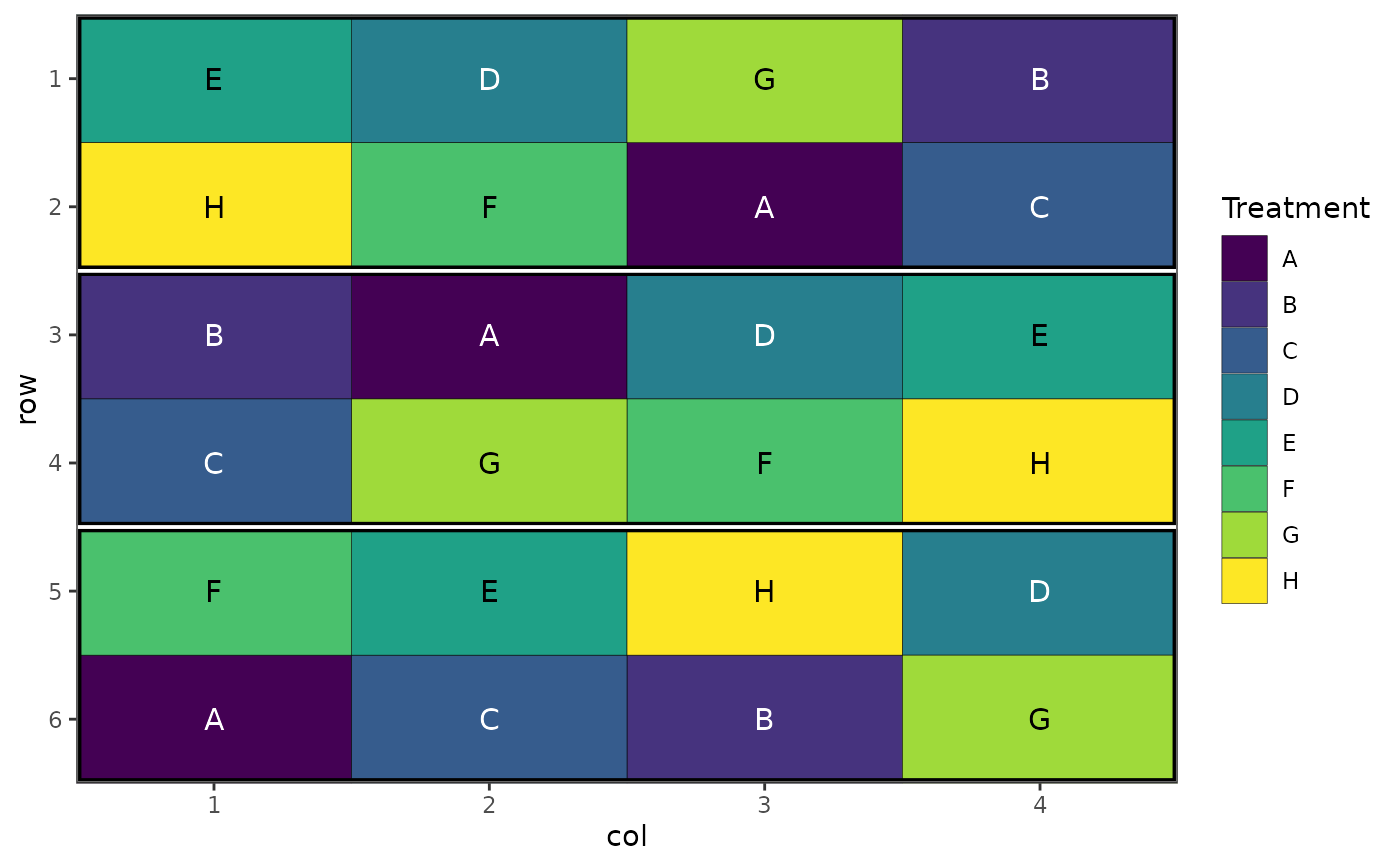 1 E D G B
2 H F A C
3 B A D E
4 C G F H
5 F E H D
6 A C B G
1 2 3 4
col
row
Treatment
A
B
C
D
E
F
G
H